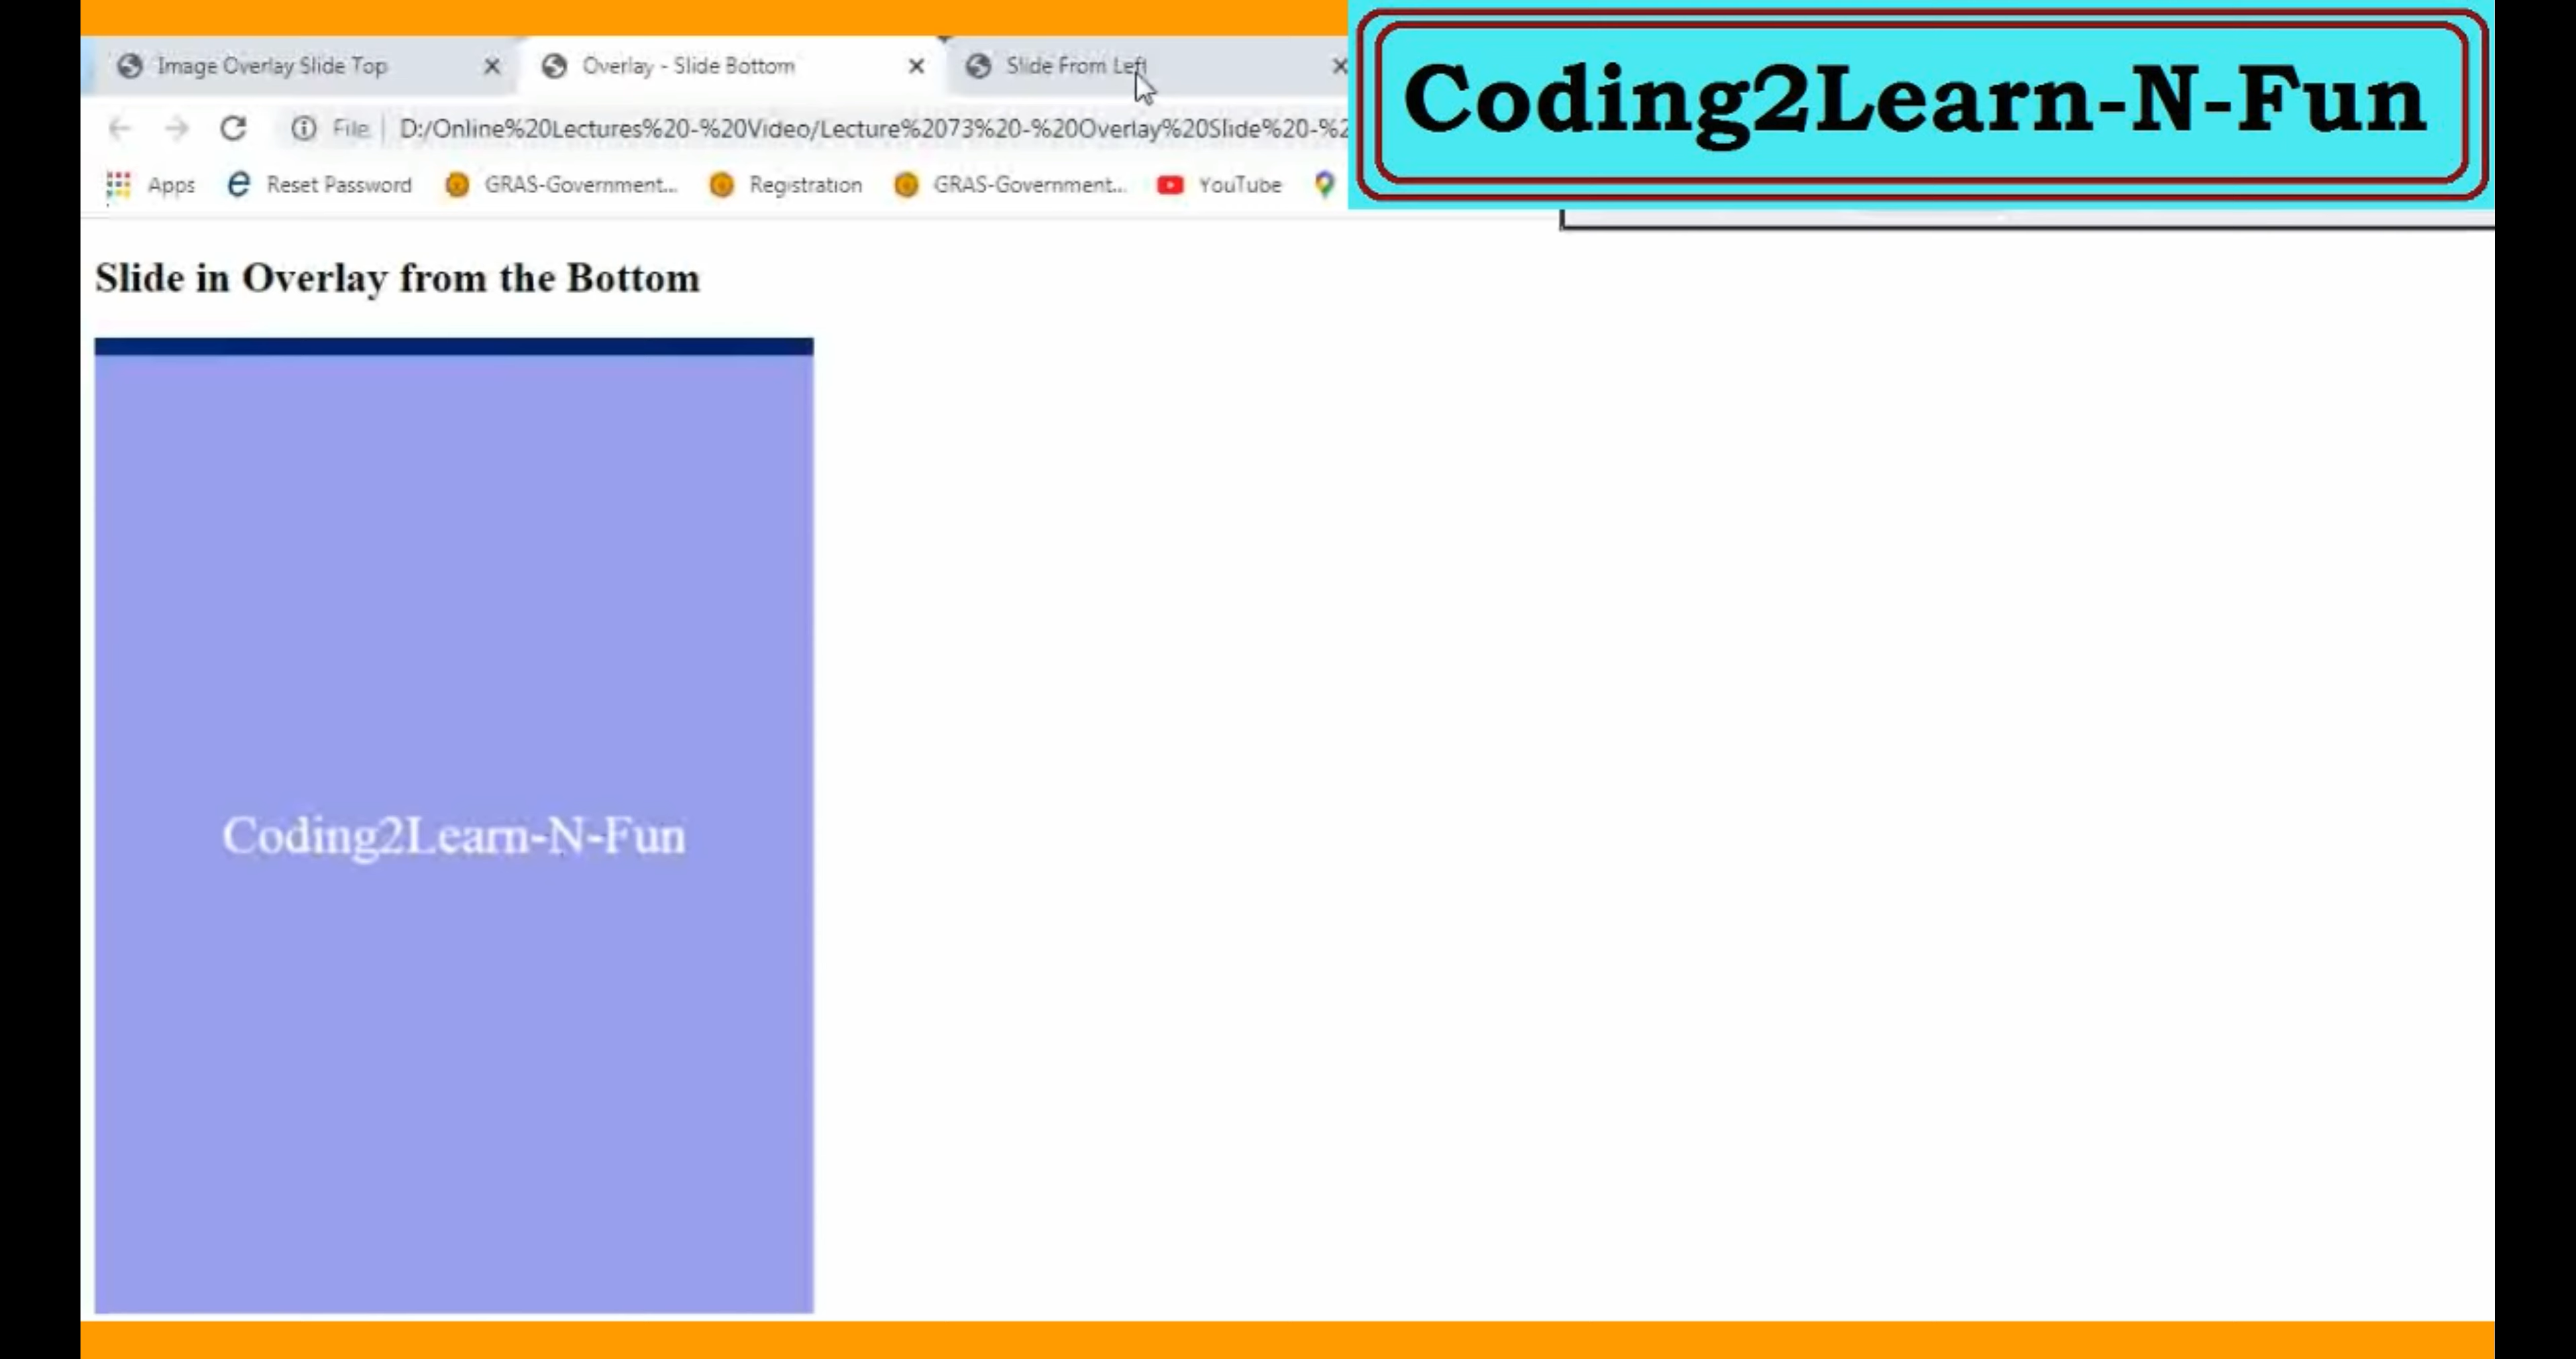 Image Overlay Slide Top
Overlay - Slide Bottom
Slide From Left
Coding2Learn-N-Fun
File
D:/Online%20Lectures%20-%20Video/Lecture%2073%20-%20Overlay%20Slide%20-%2
Apps
Reset Password
GRAS-Government...
Registration
GRAS-Government...
YouTube
Slide in Overlay from the Bottom
Coding2Learn-N-Fun